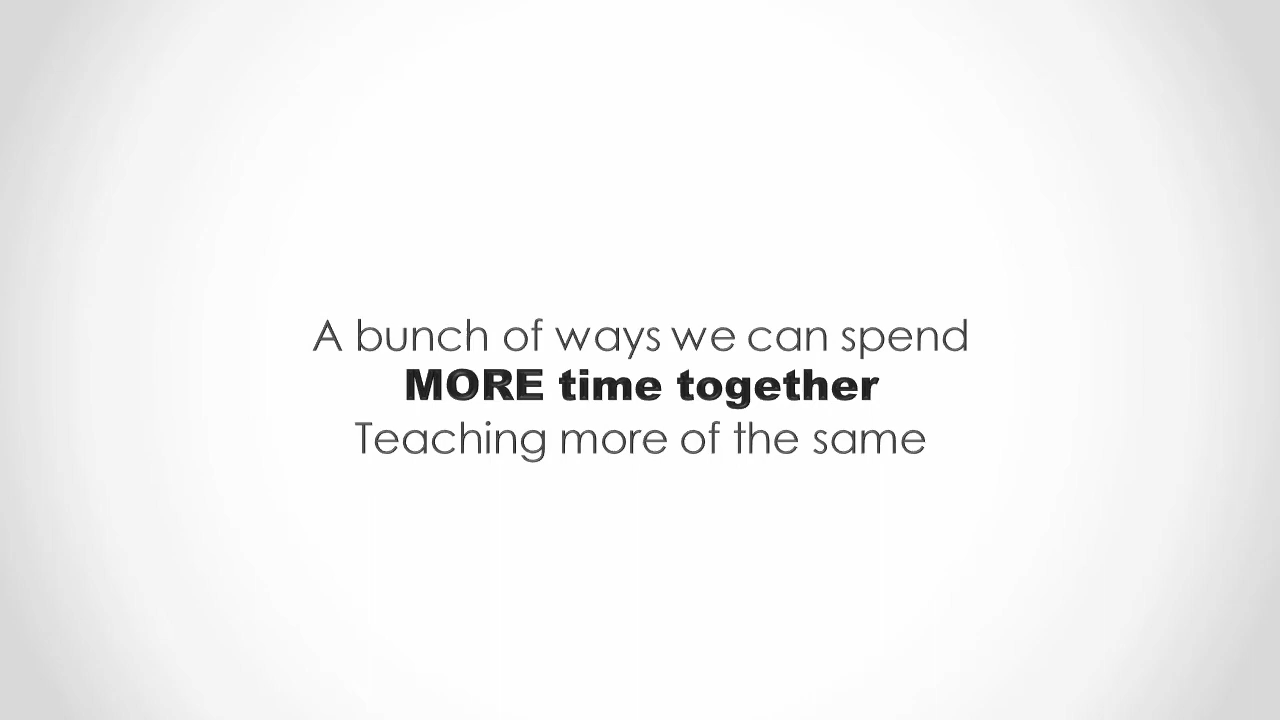 A bunch of ways we can spend
MORE time together
Teaching more of the same